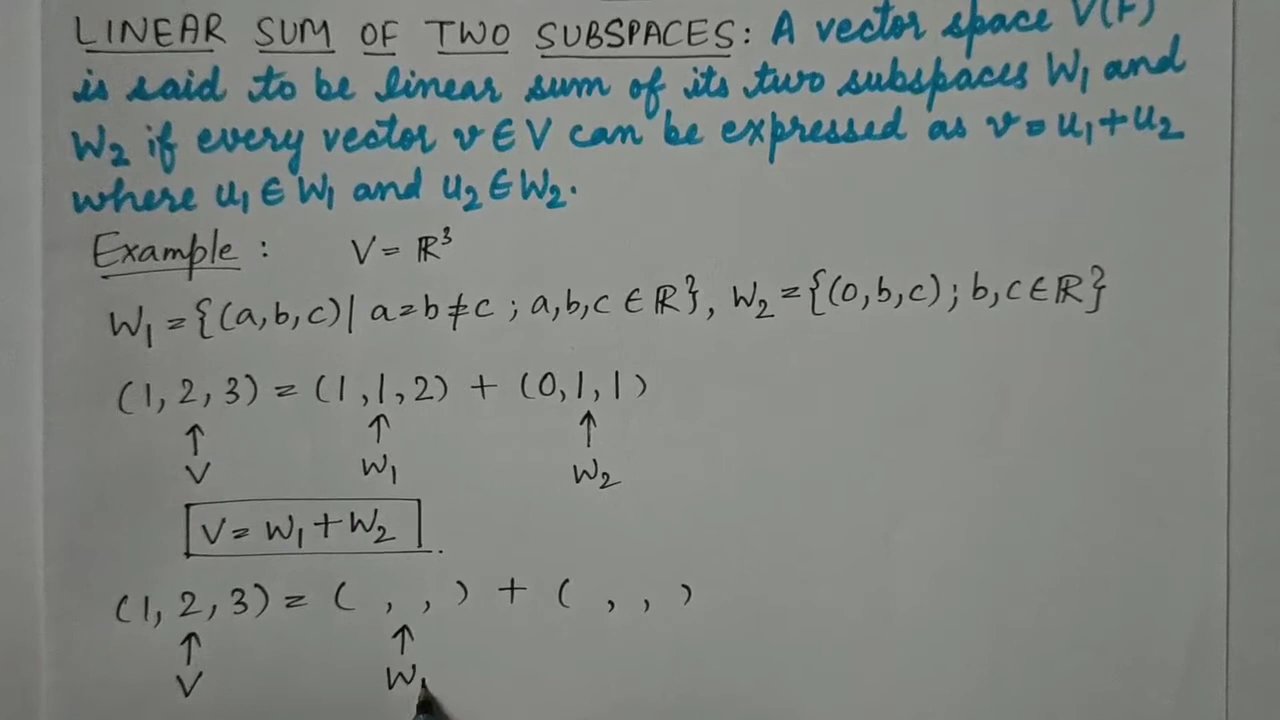 LINEAR SUM OF TWO SUBSPACES: A vector space V(F)
is said to be linear sum of its two subspaces W₁ and
W₂ if every vector v ∈ V can be expressed as v = u₁ + u₂
where u₁ ∈ W₁ and u₂ ∈ W₂.
Example : V = ℝ³
W₁ = {(a,b,c) | a=b≠c ; a,b,c ∈ ℝ}, W₂ = {(0,b,c) ; b,c ∈ ℝ}
(1,2,3) = (1,1,2) + (0,1,1)
↑ ↑ ↑
V W₁ W₂
V = W₁ + W₂ .
(1,2,3) = ( , , ) + ( , , )
↑ ↑
V W₁